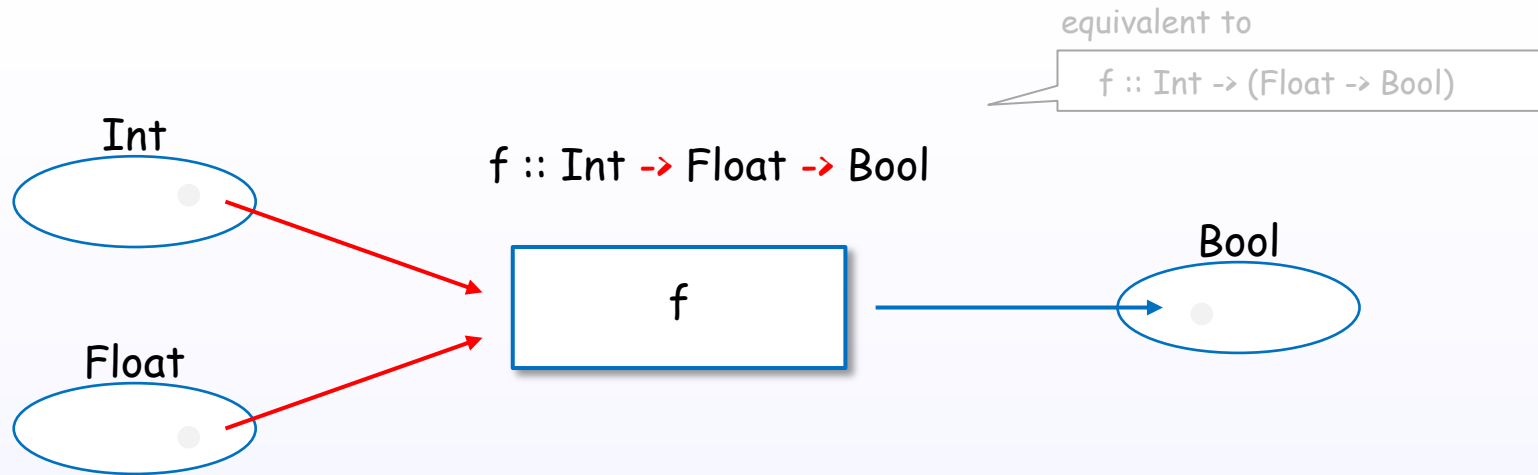 equivalent to
f :: Int -> (Float -> Bool)
Int
f :: Int -> Float -> Bool
Bool
f
Float